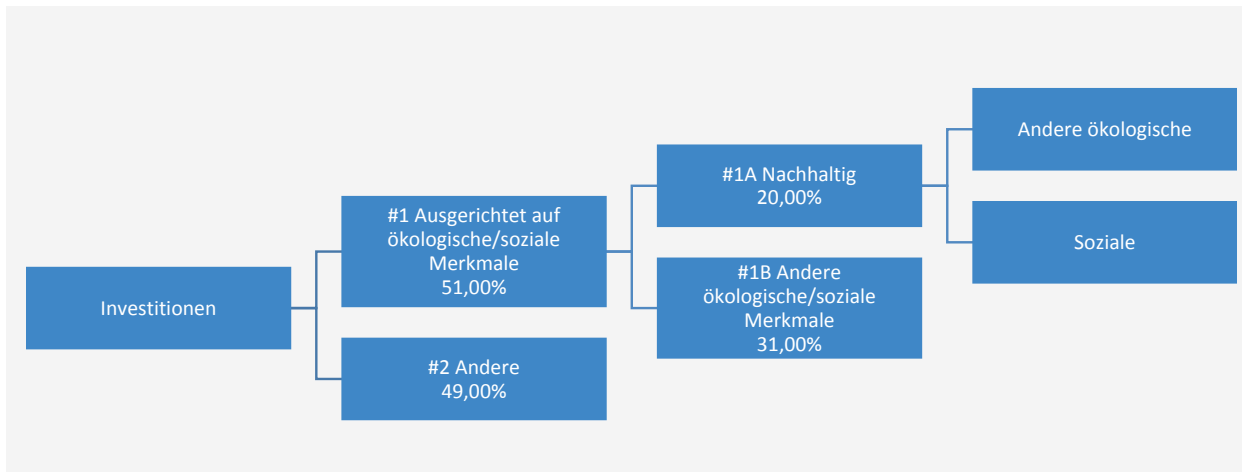 Investitionen
#1 Ausgerichtet auf
ökologische/soziale
Merkmale
51,00%
#2 Andere
49,00%
#1A Nachhaltig
20,00%
#1B Andere
ökologische/soziale
Merkmale
31,00%
Andere ökologische
Soziale